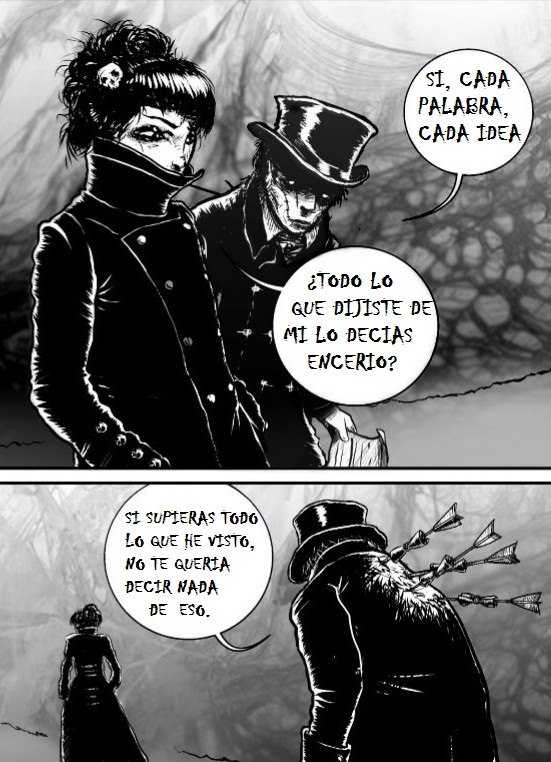 SI, CADA
PALABRA,
CADA IDEA
¿TODO LO
QUE DIJISTE DE
MI LO DECIAS
ENCERIO?
SI SUPIERAS TODO
LO QUE HE VISTO,
NO TE QUERIA
DECIR NADA
DE ESO.